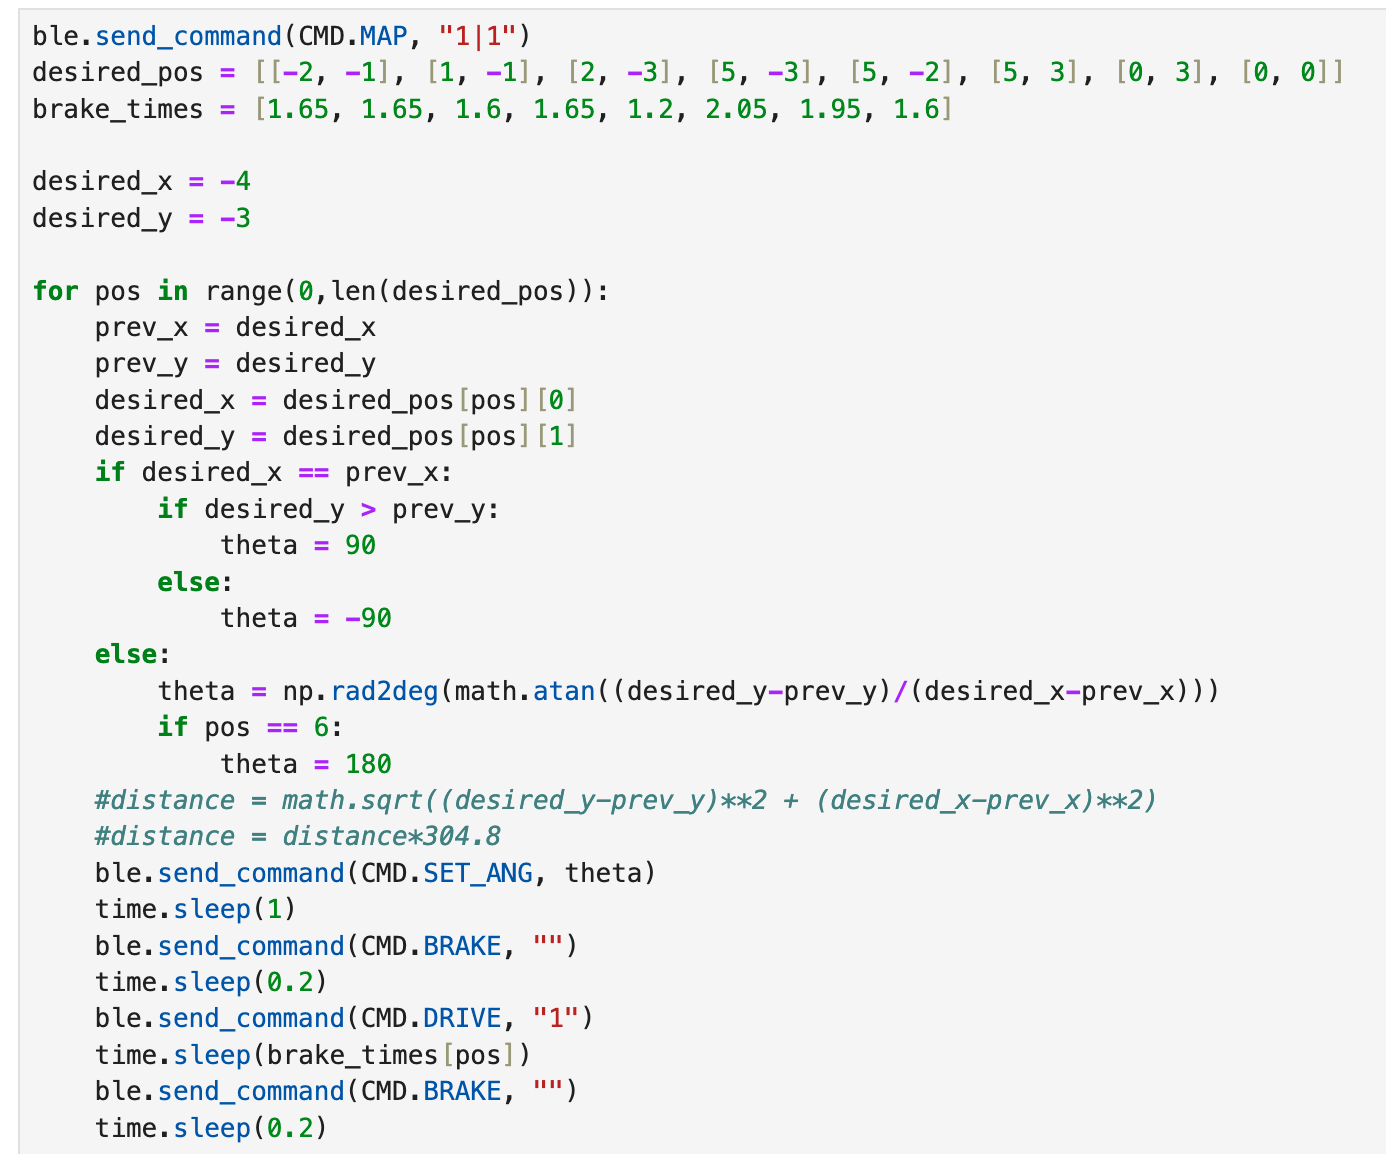 ble.send_command(CMD.MAP, "1|1")
desired_pos = [[-2, -1], [1, -1], [2, -3], [5, -3], [5, -2], [5, 3], [0, 3], [0, 0]]
brake_times = [1.65, 1.65, 1.6, 1.65, 1.2, 2.05, 1.95, 1.6]

desired_x = -4
desired_y = -3

for pos in range(0,len(desired_pos)):
    prev_x = desired_x
    prev_y = desired_y
    desired_x = desired_pos[pos][0]
    desired_y = desired_pos[pos][1]
    if desired_x == prev_x:
        if desired_y > prev_y:
            theta = 90
        else:
            theta = -90
    else:
        theta = np.rad2deg(math.atan((desired_y-prev_y)/(desired_x-prev_x)))
        if pos == 6:
            theta = 180
    #distance = math.sqrt((desired_y-prev_y)**2 + (desired_x-prev_x)**2)
    #distance = distance*304.8
    ble.send_command(CMD.SET_ANG, theta)
    time.sleep(1)
    ble.send_command(CMD.BRAKE, "")
    time.sleep(0.2)
    ble.send_command(CMD.DRIVE, "1")
    time.sleep(brake_times[pos])
    ble.send_command(CMD.BRAKE, "")
    time.sleep(0.2)